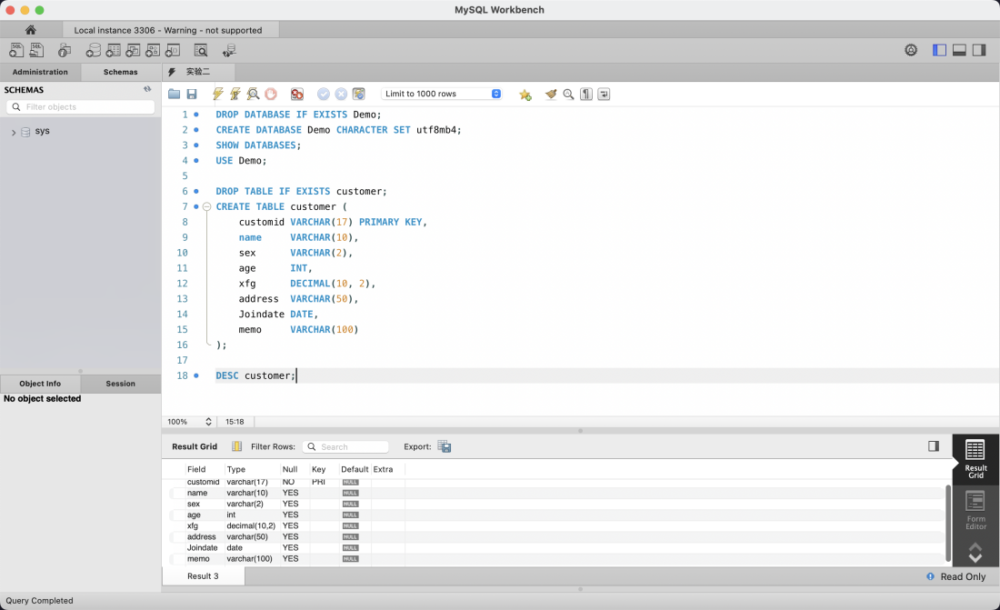 MySQL Workbench
Local instance 3306 - Warning - not supported
SQL SQL
Administration Schemas 实验二
SCHEMAS
Filter objects
sys
Limit to 1000 rows
1 DROP DATABASE IF EXISTS Demo;
2 CREATE DATABASE Demo CHARACTER SET utf8mb4;
3 SHOW DATABASES;
4 USE Demo;
5
6 DROP TABLE IF EXISTS customer;
7 CREATE TABLE customer (
8 customid VARCHAR(17) PRIMARY KEY,
9 name VARCHAR(10),
10 sex VARCHAR(2),
11 age INT,
12 xfg DECIMAL(10, 2),
13 address VARCHAR(50),
14 Joindate DATE,
15 memo VARCHAR(100)
16 );
17
18 DESC customer;
Object Info Session
No object selected
100% 15:18
Result Grid Filter Rows: Search Export:
Field Type Null Key Default Extra
customid varchar(17) NO PRI NULL
name varchar(10) YES NULL
sex varchar(2) YES NULL
age int YES NULL
xfg decimal(10,2) YES NULL
address varchar(50) YES NULL
Joindate date YES NULL
memo varchar(100) YES NULL
Result
Grid
Form
Editor
Result 3
Read Only
Query Completed